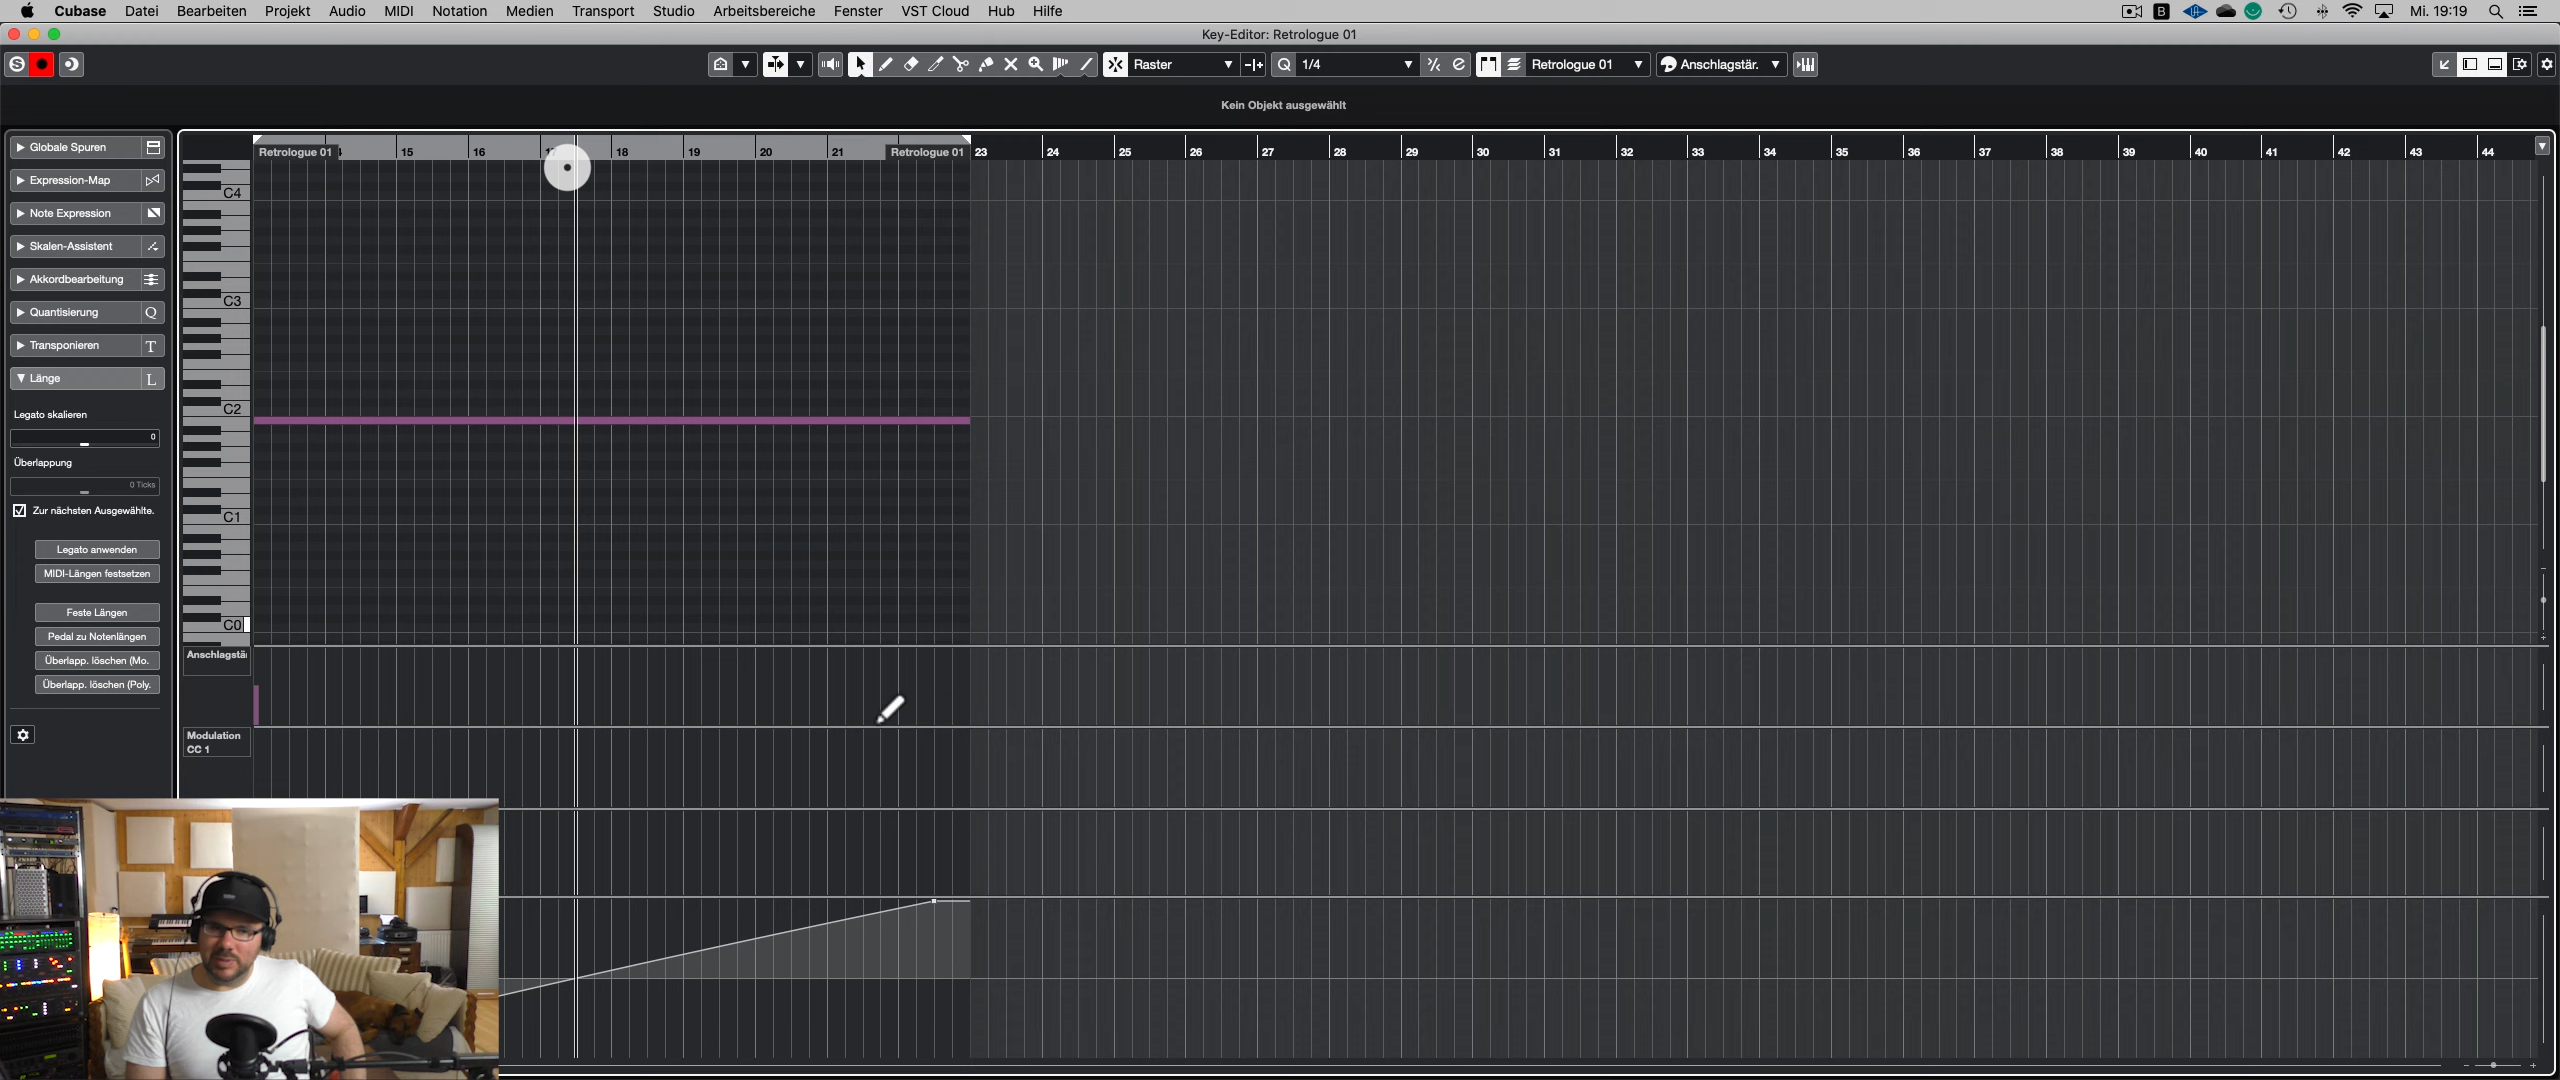 Cubase Datei Bearbeiten Projekt Audio MIDI Notation Medien Transport Studio Arbeitsbereiche Fenster VST Cloud Hub Hilfe Mi. 19:19
Key-Editor: Retrologue 01
Raster Q 1/4 Retrologue 01 Anschlagstär.
Kein Objekt ausgewählt
Globale Spuren
Expression-Map
Note Expression
Skalen-Assistent
Akkordbearbeitung
Quantisierung Q
Transponieren T
Länge L
Legato skalieren
0
Überlappung
0 Ticks
Zur nächsten Ausgewählte.
Legato anwenden
MIDI-Längen festsetzen
Feste Längen
Pedal zu Notenlängen
Überlapp. löschen (Mo.
Überlapp. löschen (Poly.
Retrologue 01 15 16 17 18 19 20 21 Retrologue 01 23 24 25 26 27 28 29 30 31 32 33 34 35 36 37 38 39 40 41 42 43 44
C4
C3
C2
C1
C0
Anschlagstä
Modulation
CC 1